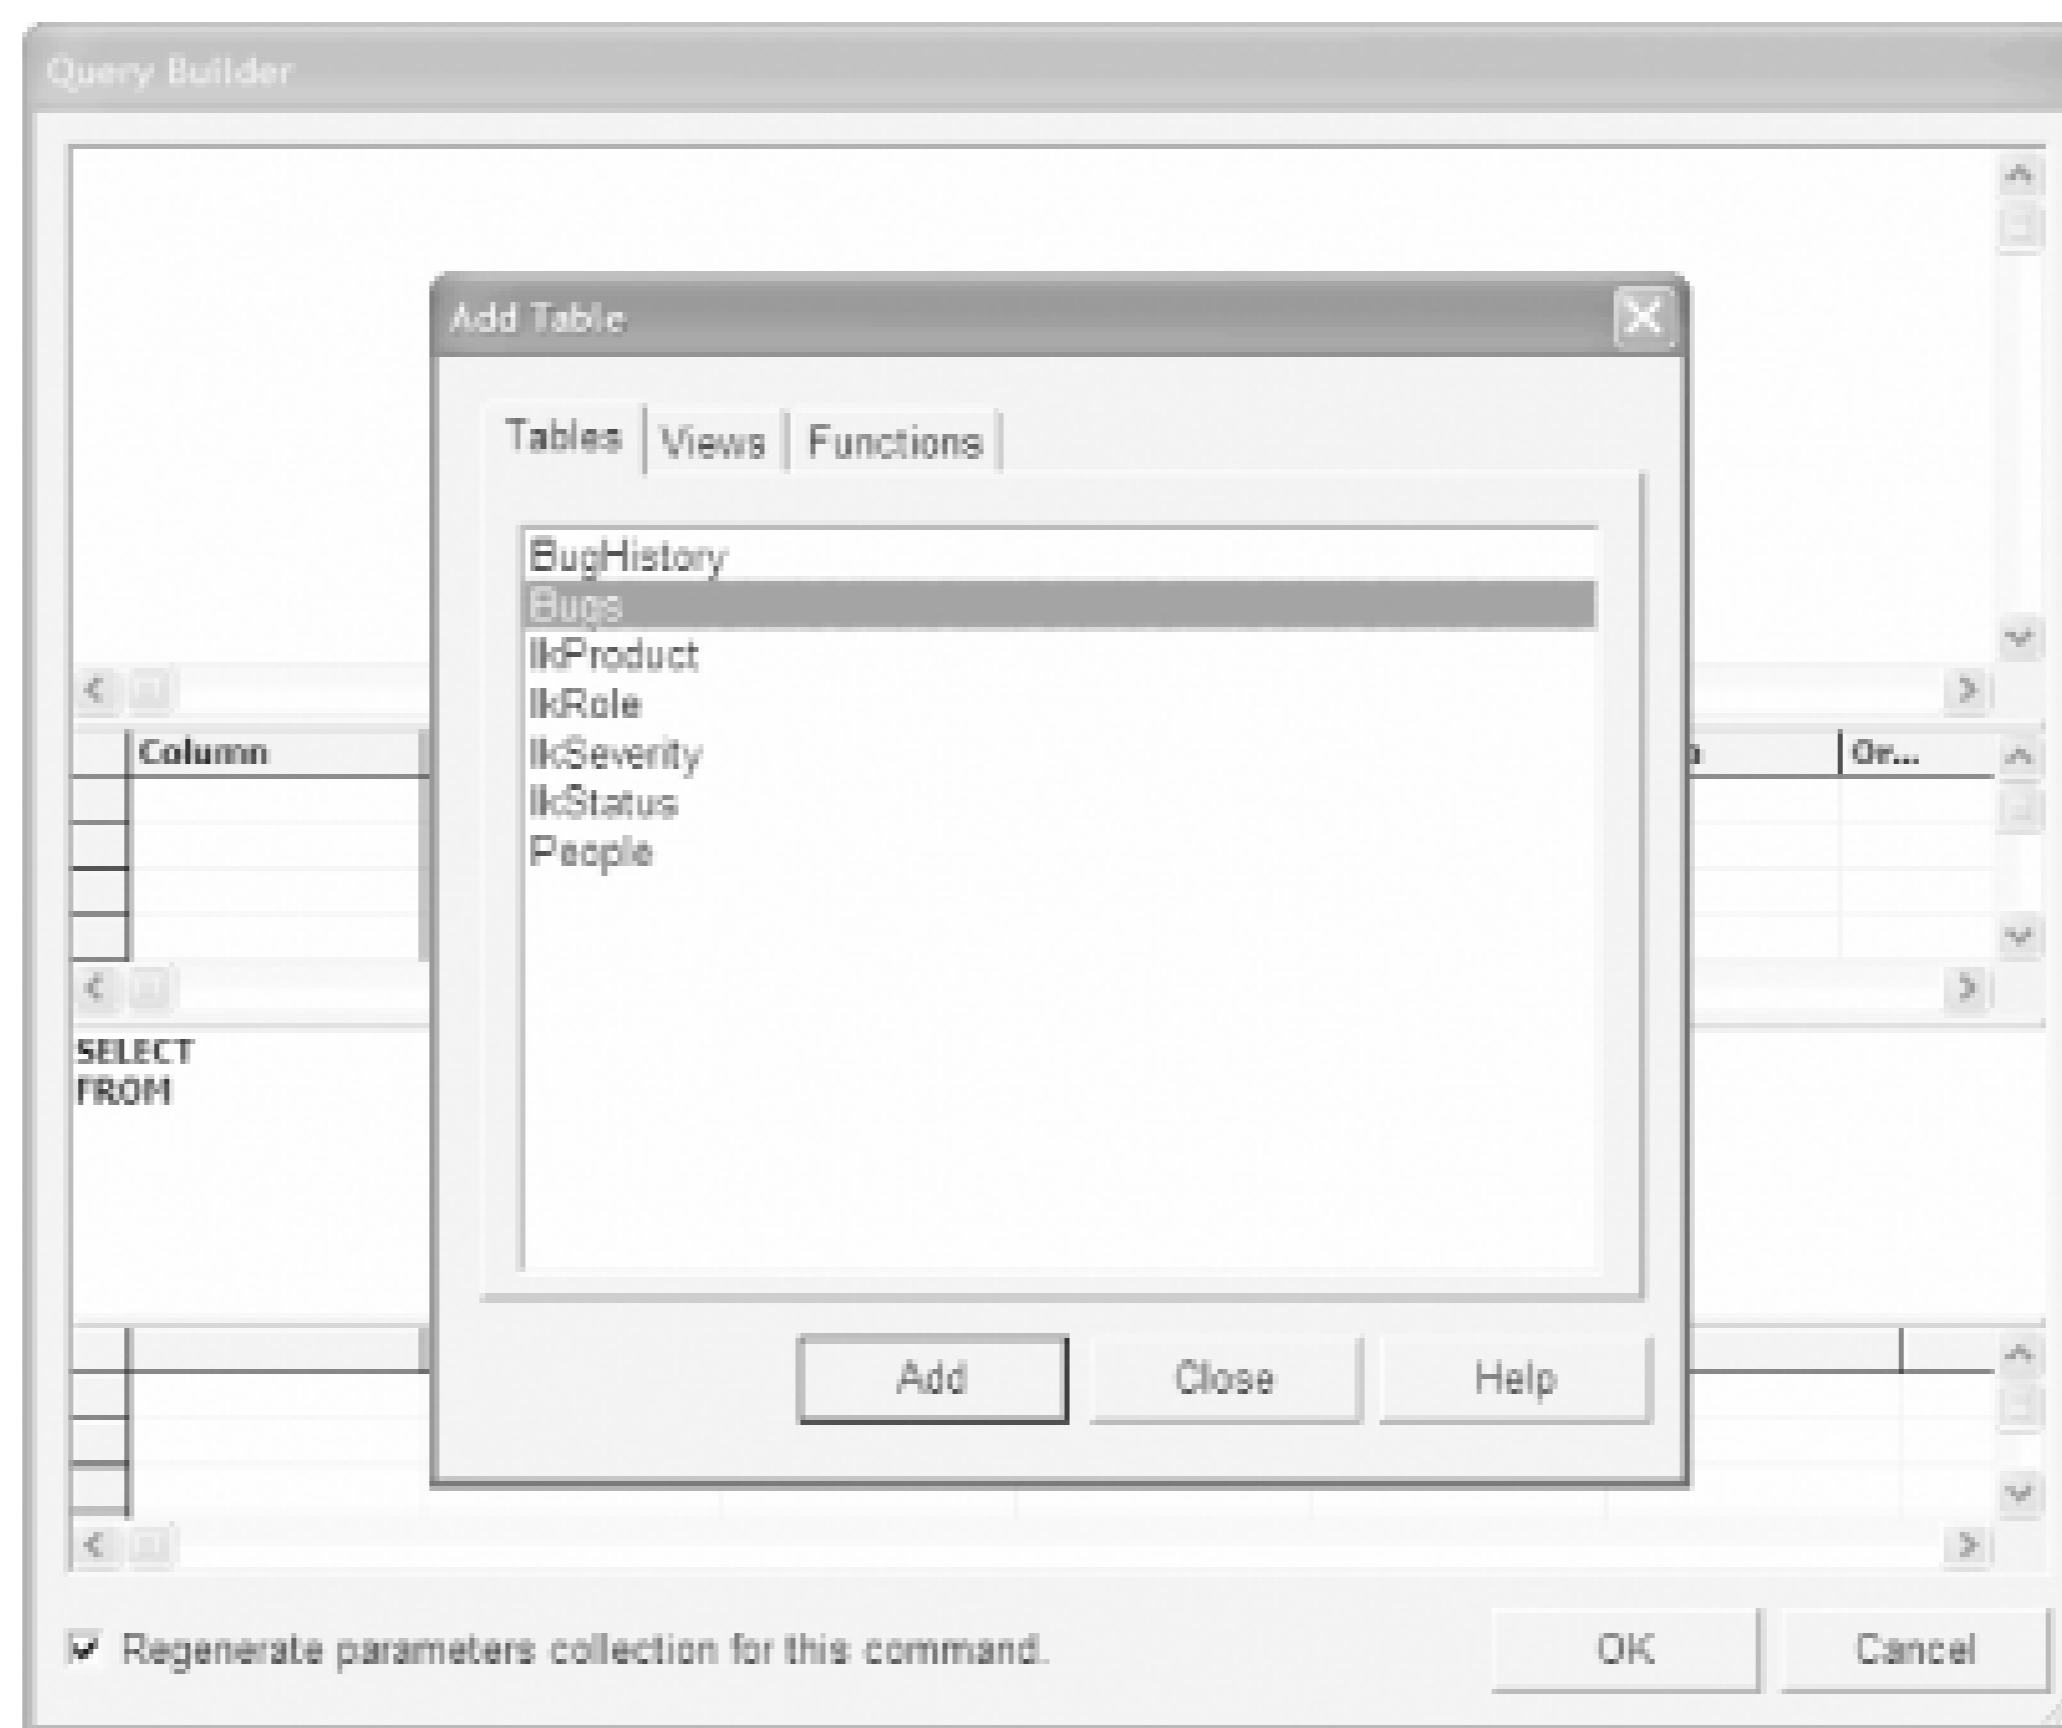 Query Builder
Add Table
Tables Views Functions
BugHistory
Bugs
lkProduct
lkRole
lkSeverity
lkStatus
People
Column
Or...
SELECT
FROM
Add Close Help
Regenerate parameters collection for this command.
OK Cancel